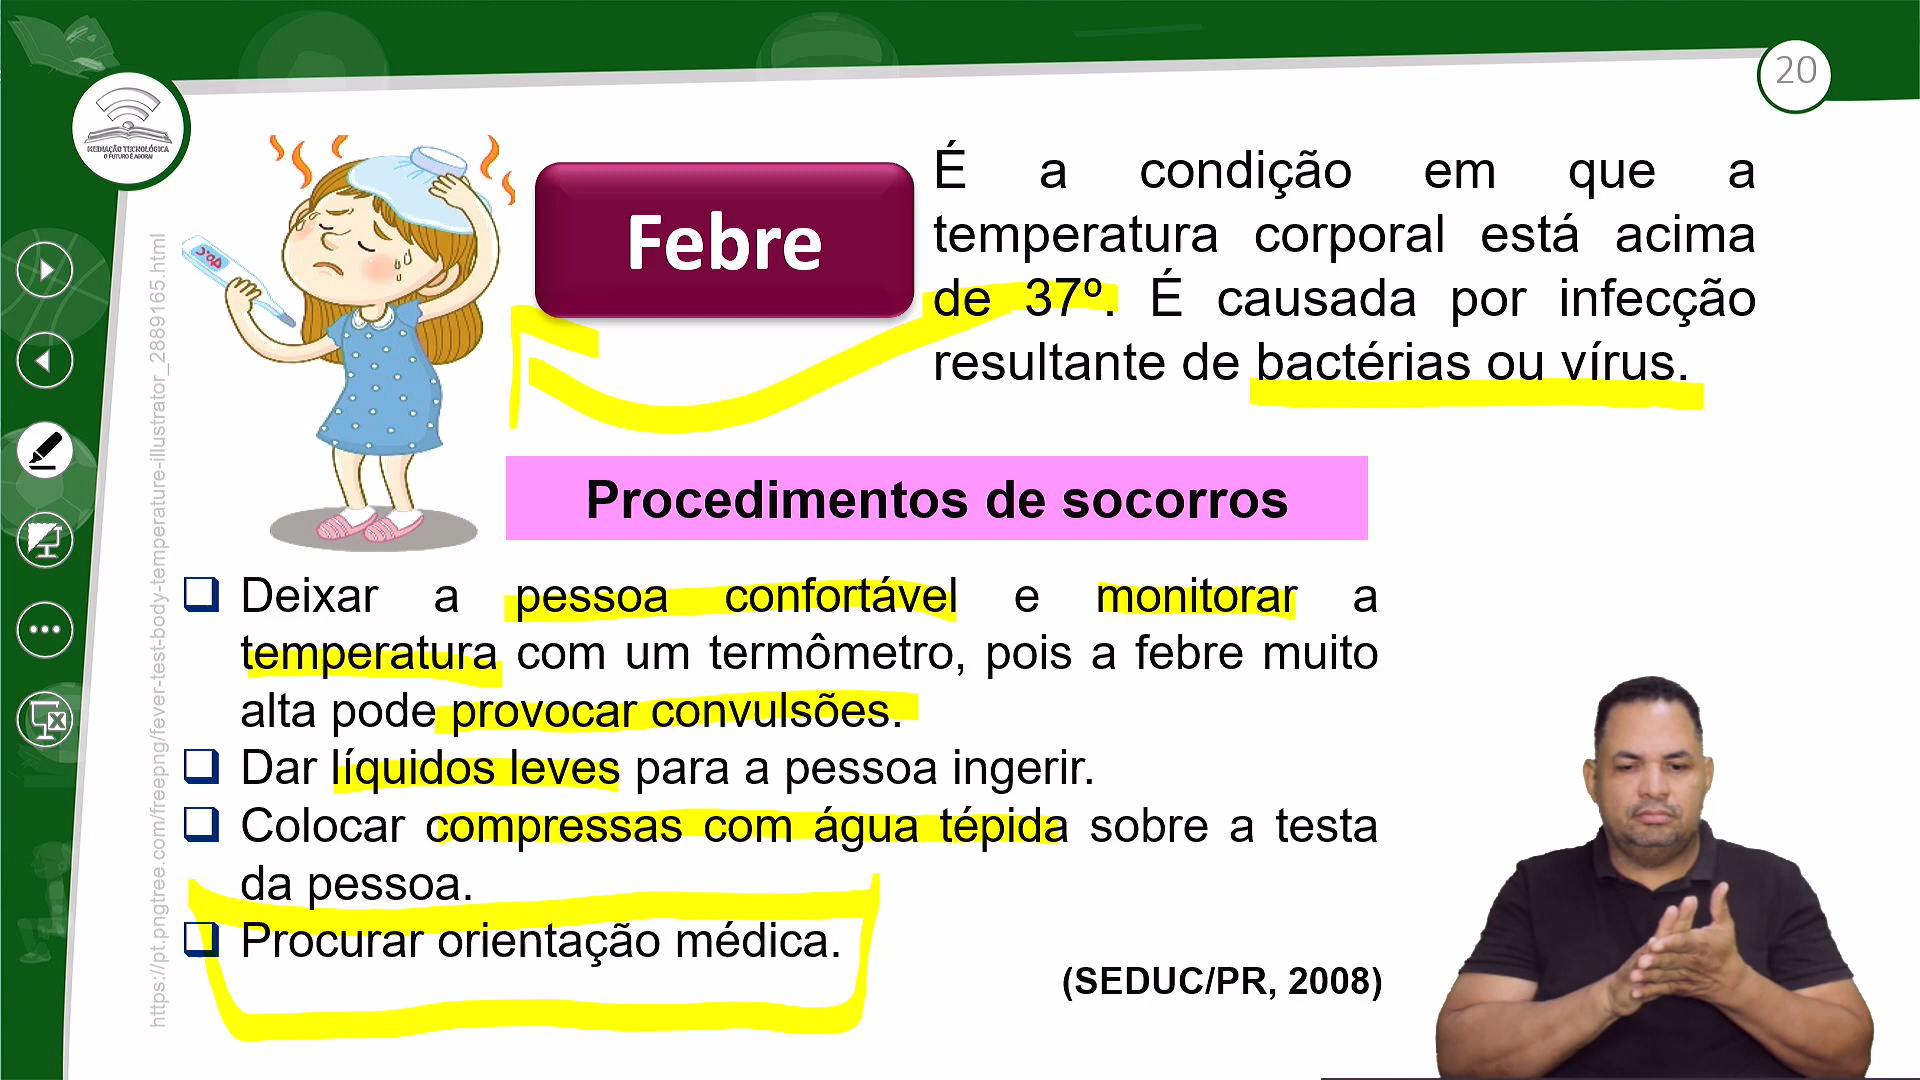 20
MEDIAÇÃO TECNOLÓGICA
O FUTURO É AGORA!
Febre
É a condição em que a
temperatura corporal está acima
de 37º. É causada por infecção
resultante de bactérias ou vírus.
Procedimentos de socorros
Deixar a pessoa confortável e monitorar a
temperatura com um termômetro, pois a febre muito
alta pode provocar convulsões.
Dar líquidos leves para a pessoa ingerir.
Colocar compressas com água tépida sobre a testa
da pessoa.
Procurar orientação médica.
(SEDUC/PR, 2008)
https://pt.pngtree.com/freepng/fever-test-body-temperature-illustrator_2889165.html